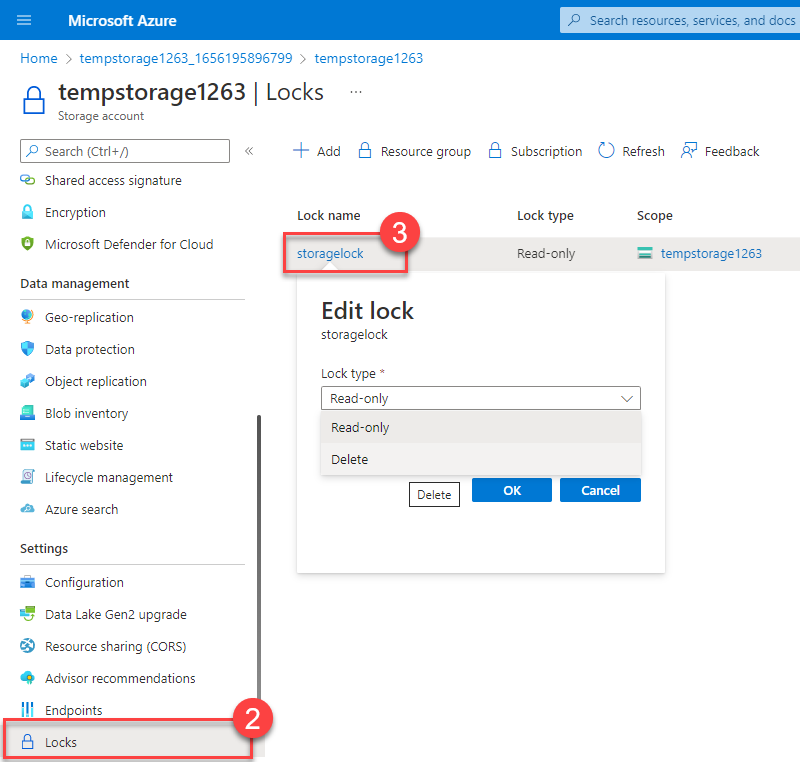 Microsoft Azure
Search resources, services, and docs
Home > tempstorage1263_1656195896799 > tempstorage1263
tempstorage1263 | Locks ...
Storage account
Search (Ctrl+/) «
Add Resource group Subscription Refresh Feedback
Shared access signature
Encryption
Microsoft Defender for Cloud
Data management
Geo-replication
Data protection
Object replication
Blob inventory
Static website
Lifecycle management
Azure search
Settings
Configuration
Data Lake Gen2 upgrade
Resource sharing (CORS)
Advisor recommendations
Endpoints
2
Locks
Lock name Lock type Scope
3
storagelock Read-only tempstorage1263
Edit lock
storagelock
Lock type *
Read-only
Read-only
Delete
Delete OK Cancel